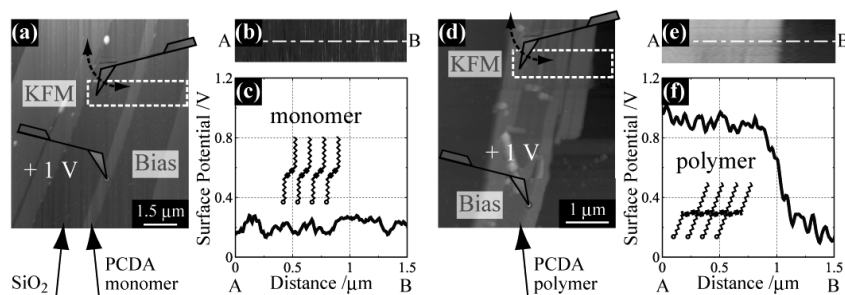 (a)
KFM
+ 1 V
Bias
1.5 μm
SiO2
PCDA
monomer
A
(b)
B
(c)
monomer
Surface Potential /V
1.2
0.8
0.4
0
0
0.5
1.0
1.5
A
Distance /μm
B
(d)
KFM
+ 1 V
Bias
1 μm
PCDA
polymer
A
(e)
B
(f)
polymer
Surface Potential /V
1.2
0.8
0.4
0
0
0.5
1.0
1.5
A
Distance /μm
B